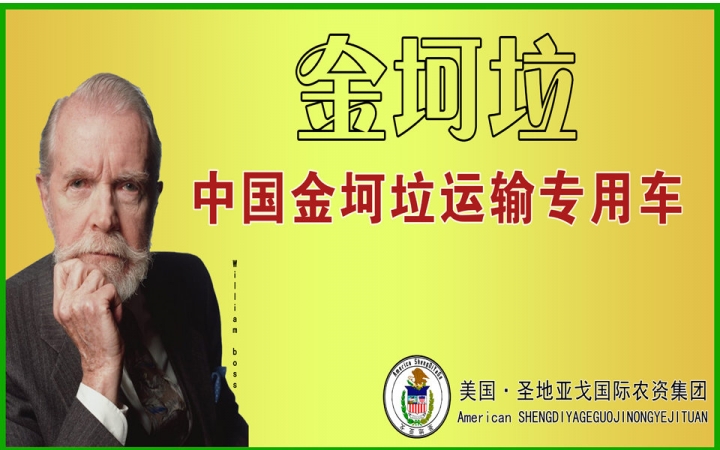 金坷垃
中国金坷垃运输专用车
William boss
America ShengDiYaGe
美国·圣地亚戈国际农资集团
American SHENGDIYAGEGUOJINONGYEJITUAN